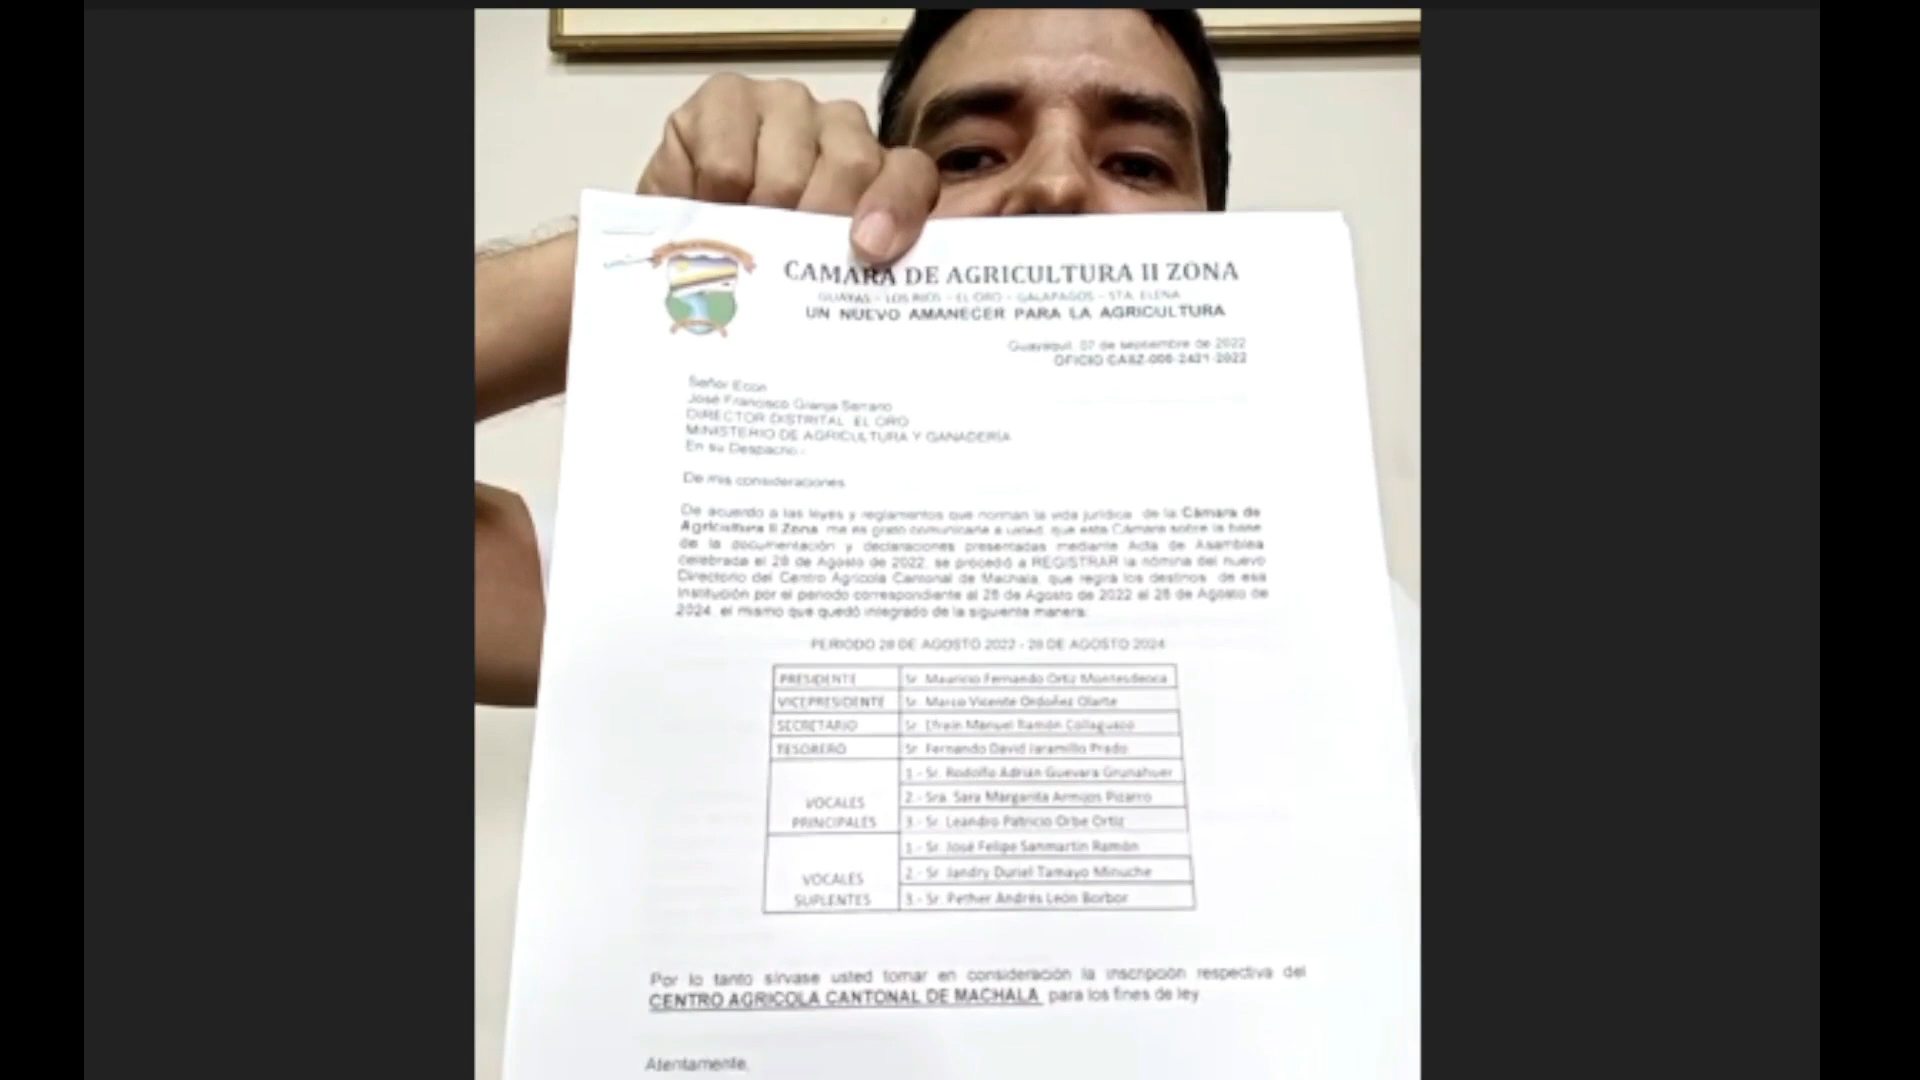 CAMARA DE AGRICULTURA II ZONA
GUAYAS - LOS RIOS - EL ORO - GALAPAGOS - STA. ELENA
UN NUEVO AMANECER PARA LA AGRICULTURA
Guayaquil, 07 de septiembre de 2022
OFICIO CASZ-000-2421-2022
Señor Econ
José Francisco Granja Serrano
DIRECTOR DISTRITAL EL ORO
MINISTERIO DE AGRICULTURA Y GANADERÍA
En su Despacho.-
De mis consideraciones
De acuerdo a las leyes y reglamentos que norman la vida jurídica de la Cámara de
Agricultura II Zona, me es grato comunicarle a usted, que esta Cámara sobre la base
de la documentación y declaraciones presentadas mediante Acta de Asamblea
celebrada el 28 de Agosto de 2022, se procedió a REGISTRAR la nómina del nuevo
Directorio del Centro Agrícola Cantonal de Machala, que regirá los destinos de esa
Institución por el periodo correspondiente al 28 de Agosto de 2022 al 28 de Agosto de
2024, el mismo que quedó integrado de la siguiente manera:
PERIODO 28 DE AGOSTO 2022 - 28 DE AGOSTO 2024
PRESIDENTE Sr. Mauricio Fernando Ortiz Montesdeoca
VICEPRESIDENTE Sr. Marco Vicente Ordoñez Olarte
SECRETARIO Sr. Efraín Manuel Ramón Collaguazo
TESORERO Sr. Fernando David Jaramillo Prado
VOCALES PRINCIPALES
1.- Sr. Rodolfo Adrián Guevara Grunahuer
2.- Sra. Sara Margarita Armijos Pizarro
3.- Sr. Leandro Patricio Orbe Ortiz
VOCALES SUPLENTES
1.- Sr. José Felipe Sanmartín Ramón
2.- Sr. Jandry Duriel Tamayo Minuche
3.- Sr. Pether Andrés León Borbor
Por lo tanto sírvase usted tomar en consideración la inscripción respectiva del
CENTRO AGRICOLA CANTONAL DE MACHALA para los fines de ley
Atentamente,